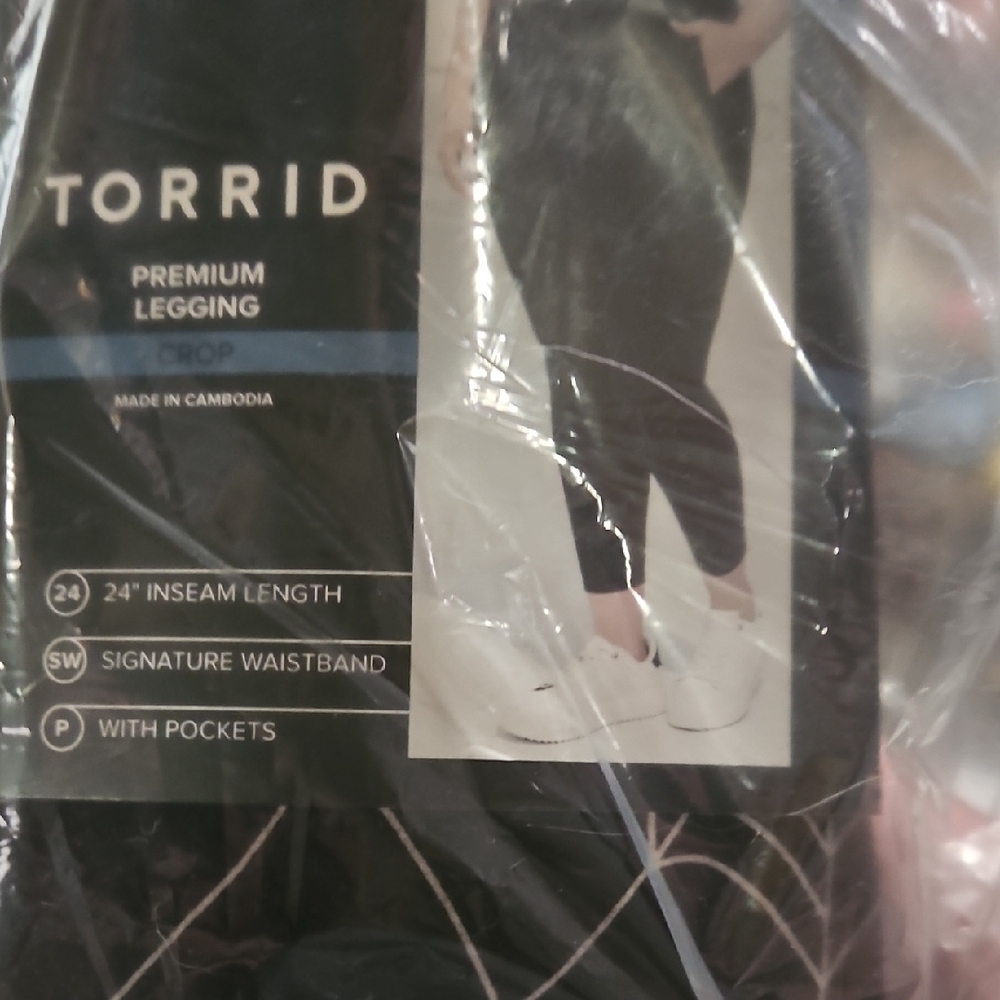 TORRID
PREMIUM
LEGGING
CROP
MADE IN CAMBODIA
24 24" INSEAM LENGTH
SW SIGNATURE WAISTBAND
P WITH POCKETS